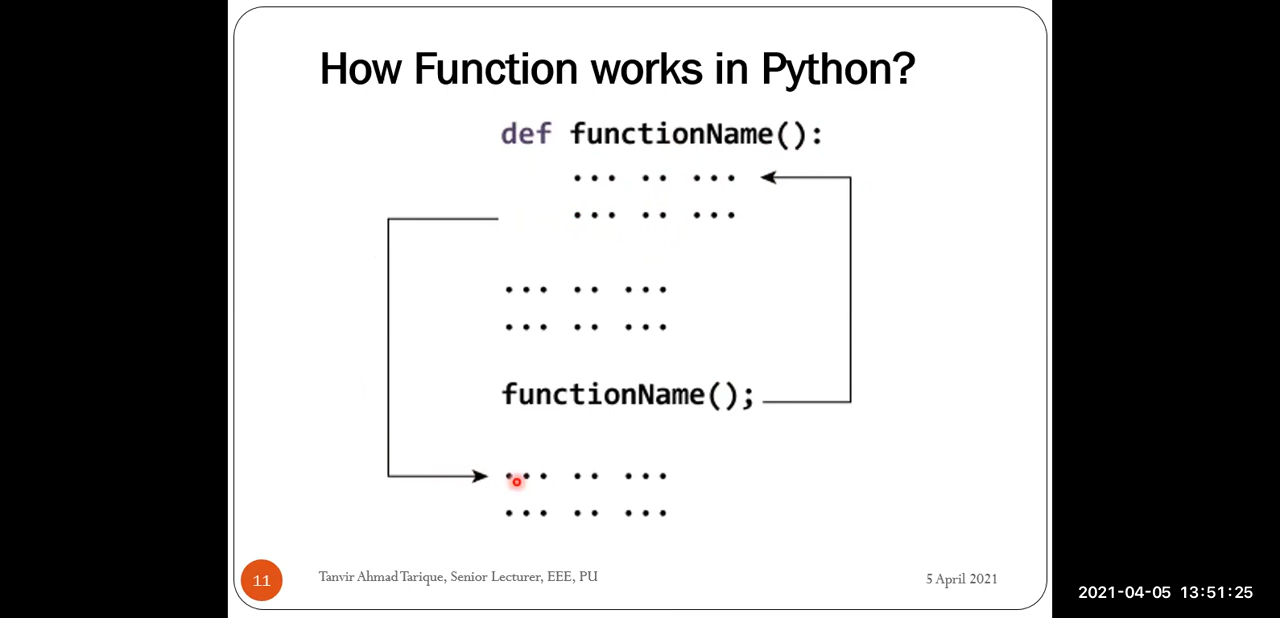 How Function works in Python?
def functionName():
... .. ...
... .. ...
... .. ...
... .. ...
functionName();
... .. ...
... .. ...
11
Tanvir Ahmad Tarique, Senior Lecturer, EEE, PU
5 April 2021
2021-04-05 13:51:25